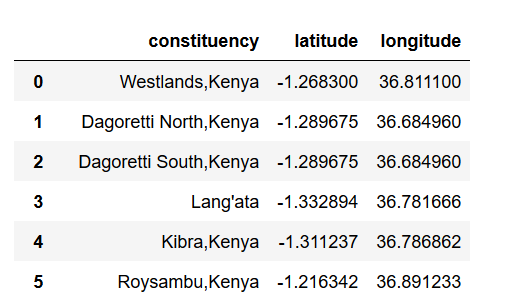 constituency latitude longitude
0 Westlands,Kenya -1.268300 36.811100
1 Dagoretti North,Kenya -1.289675 36.684960
2 Dagoretti South,Kenya -1.289675 36.684960
3 Lang'ata -1.332894 36.781666
4 Kibra,Kenya -1.311237 36.786862
5 Roysambu,Kenya -1.216342 36.891233